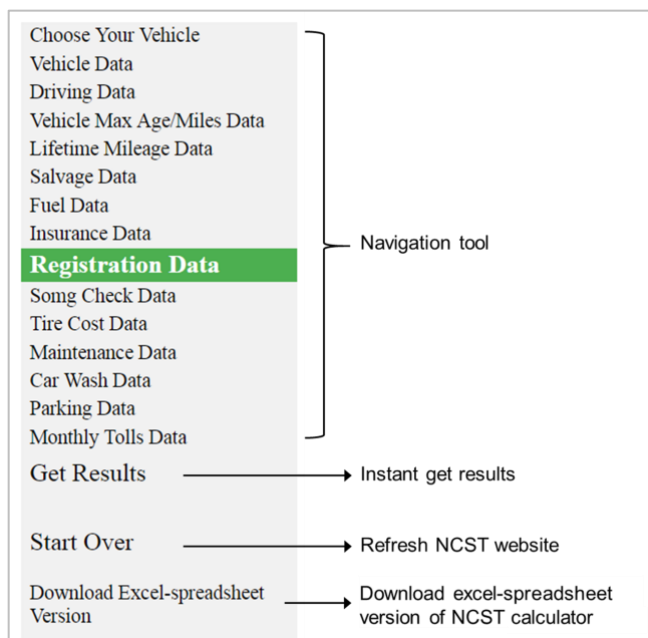 Choose Your Vehicle
Vehicle Data
Driving Data
Vehicle Max Age/Miles Data
Lifetime Mileage Data
Salvage Data
Fuel Data
Insurance Data
Registration Data
Somg Check Data
Tire Cost Data
Maintenance Data
Car Wash Data
Parking Data
Monthly Tolls Data
Navigation tool
Get Results
Instant get results
Start Over
Refresh NCST website
Download Excel-spreadsheet
Version
Download excel-spreadsheet
version of NCST calculator